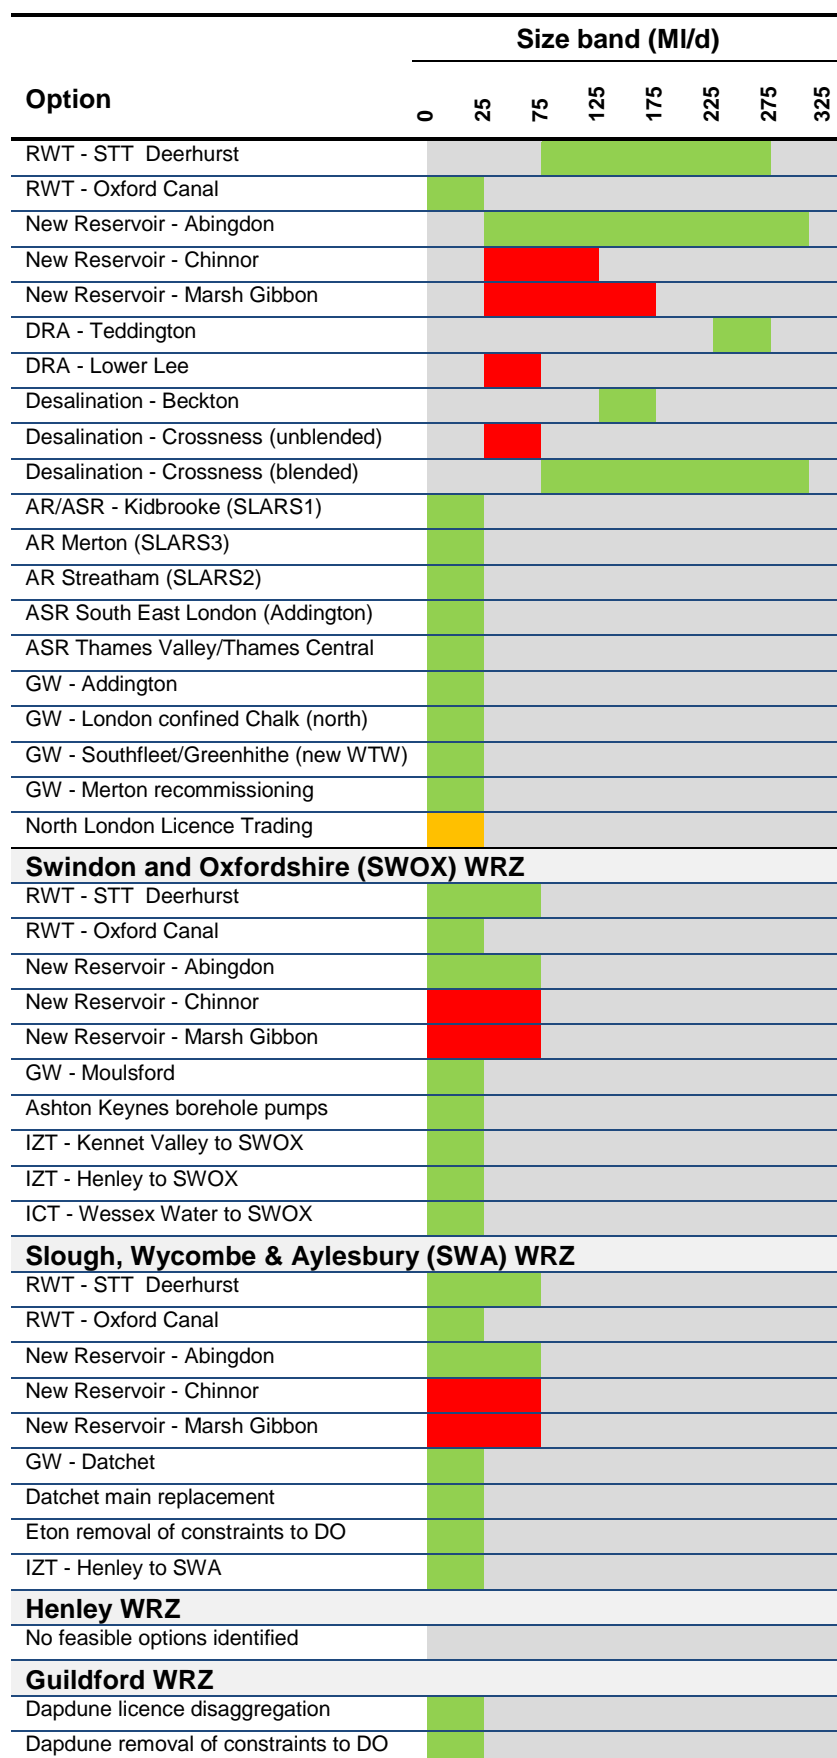 Size band (Ml/d)
Option 0 25 75 125 175 225 275 325
RWT - STT Deerhurst
RWT - Oxford Canal
New Reservoir - Abingdon
New Reservoir - Chinnor
New Reservoir - Marsh Gibbon
DRA - Teddington
DRA - Lower Lee
Desalination - Beckton
Desalination - Crossness (unblended)
Desalination - Crossness (blended)
AR/ASR - Kidbrooke (SLARS1)
AR Merton (SLARS3)
AR Streatham (SLARS2)
ASR South East London (Addington)
ASR Thames Valley/Thames Central
GW - Addington
GW - London confined Chalk (north)
GW - Southfleet/Greenhithe (new WTW)
GW - Merton recommissioning
North London Licence Trading
Swindon and Oxfordshire (SWOX) WRZ
RWT - STT Deerhurst
RWT - Oxford Canal
New Reservoir - Abingdon
New Reservoir - Chinnor
New Reservoir - Marsh Gibbon
GW - Moulsford
Ashton Keynes borehole pumps
IZT - Kennet Valley to SWOX
IZT - Henley to SWOX
ICT - Wessex Water to SWOX
Slough, Wycombe & Aylesbury (SWA) WRZ
RWT - STT Deerhurst
RWT - Oxford Canal
New Reservoir - Abingdon
New Reservoir - Chinnor
New Reservoir - Marsh Gibbon
GW - Datchet
Datchet main replacement
Eton removal of constraints to DO
IZT - Henley to SWA
Henley WRZ
No feasible options identified
Guildford WRZ
Dapdune licence disaggregation
Dapdune removal of constraints to DO